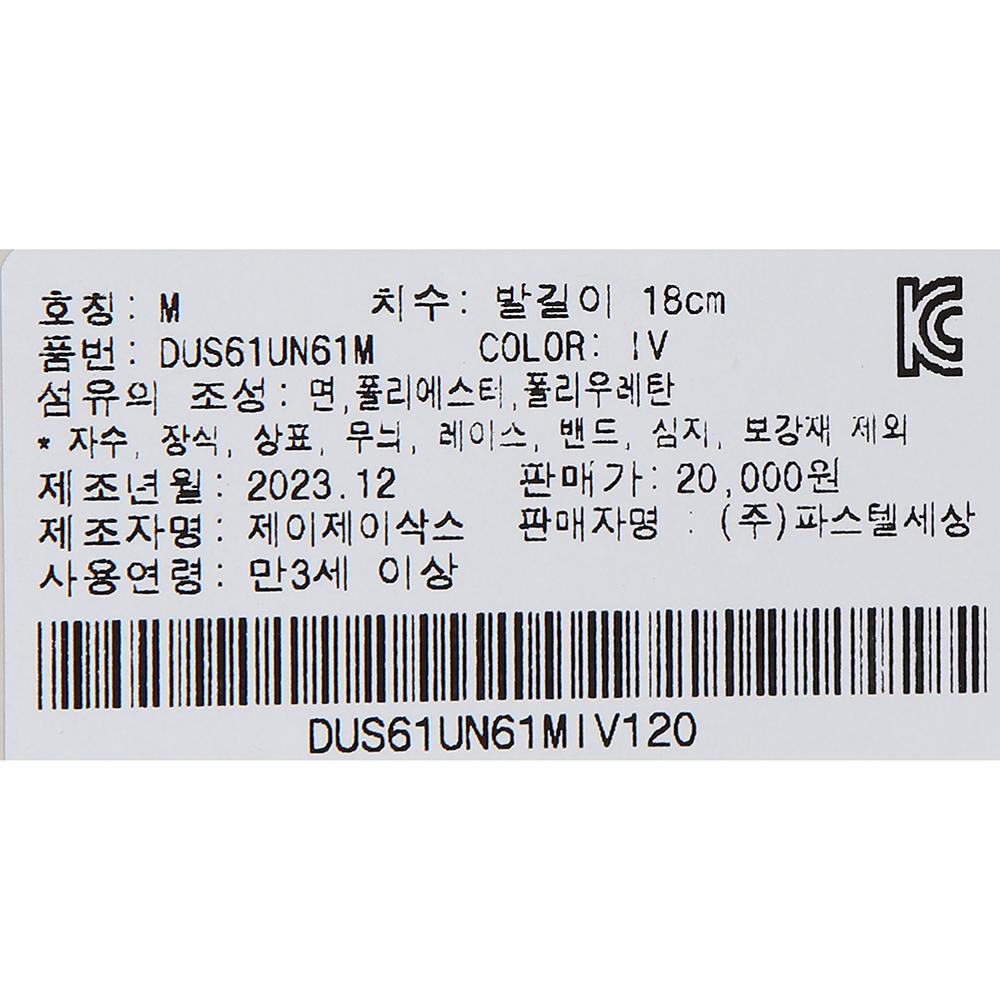 호칭: M 치수: 발길이 18cm
품번: DUS61UN61M COLOR: IV
섬유의 조성: 면,폴리에스터,폴리우레탄
* 자수, 장식, 상표, 무늬, 레이스, 밴드, 심지, 보강재 제외
제조년월: 2023.12 판매가: 20,000원
제조자명: 제이제이삭스 판매자명 : (주)파스텔세상
사용연령: 만3세 이상
DUS61UN61MIV120